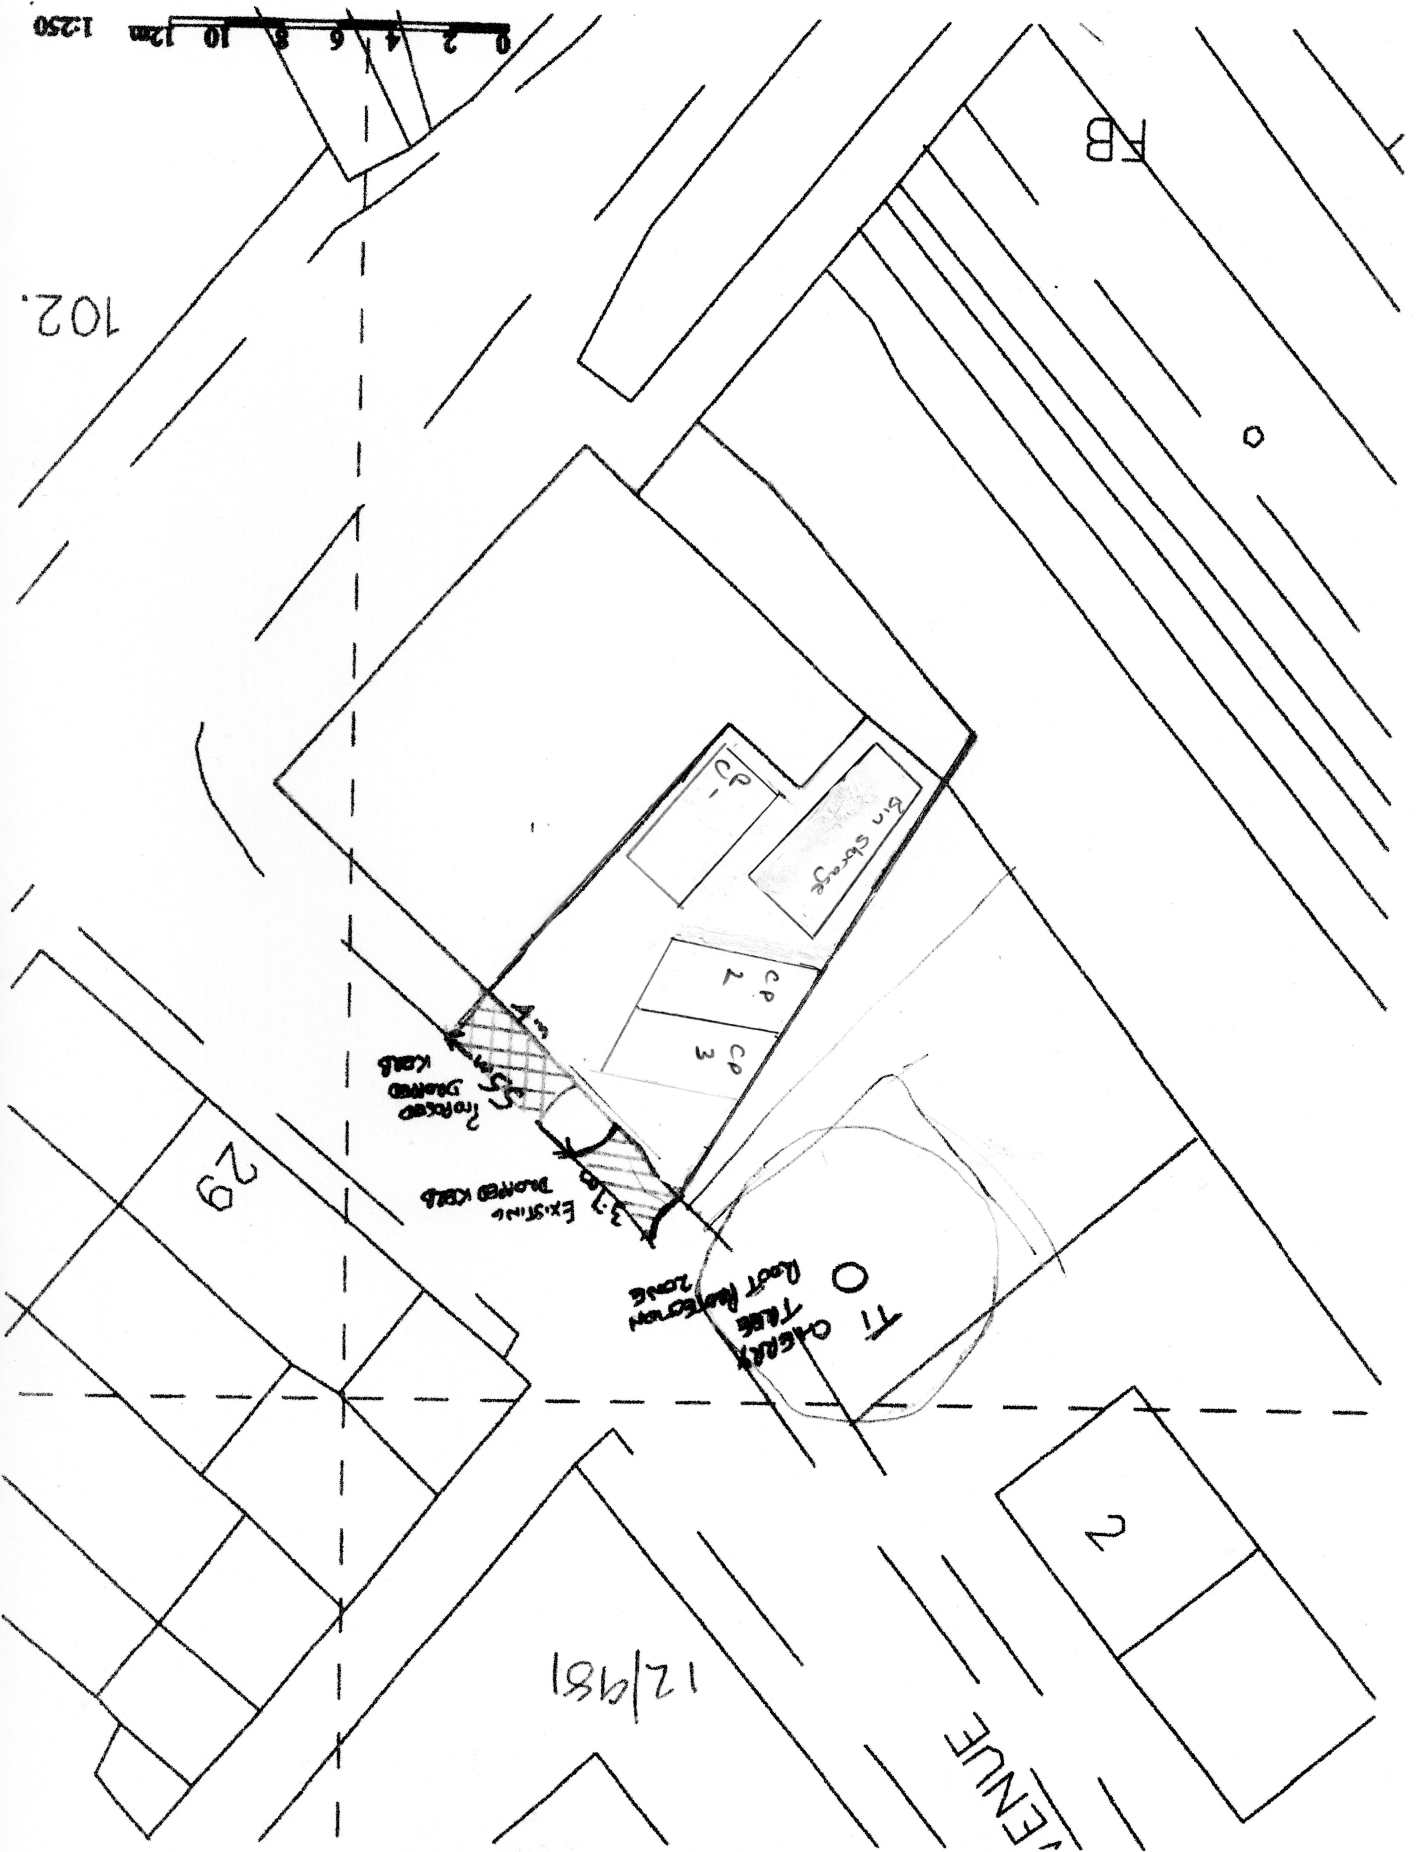 1:250
0 2 4 6 8 10 12m
FB
102.
CP
1
Bin storage
CP
2
CP
3
4m
5.5m
PROPOSED
DROPPED
KERB
3.7m
EXISTING
DROPPED KERB
29
T1
CHERRY
TREE
ROOT PROTECTION
ZONE
2
12/981
VENUE